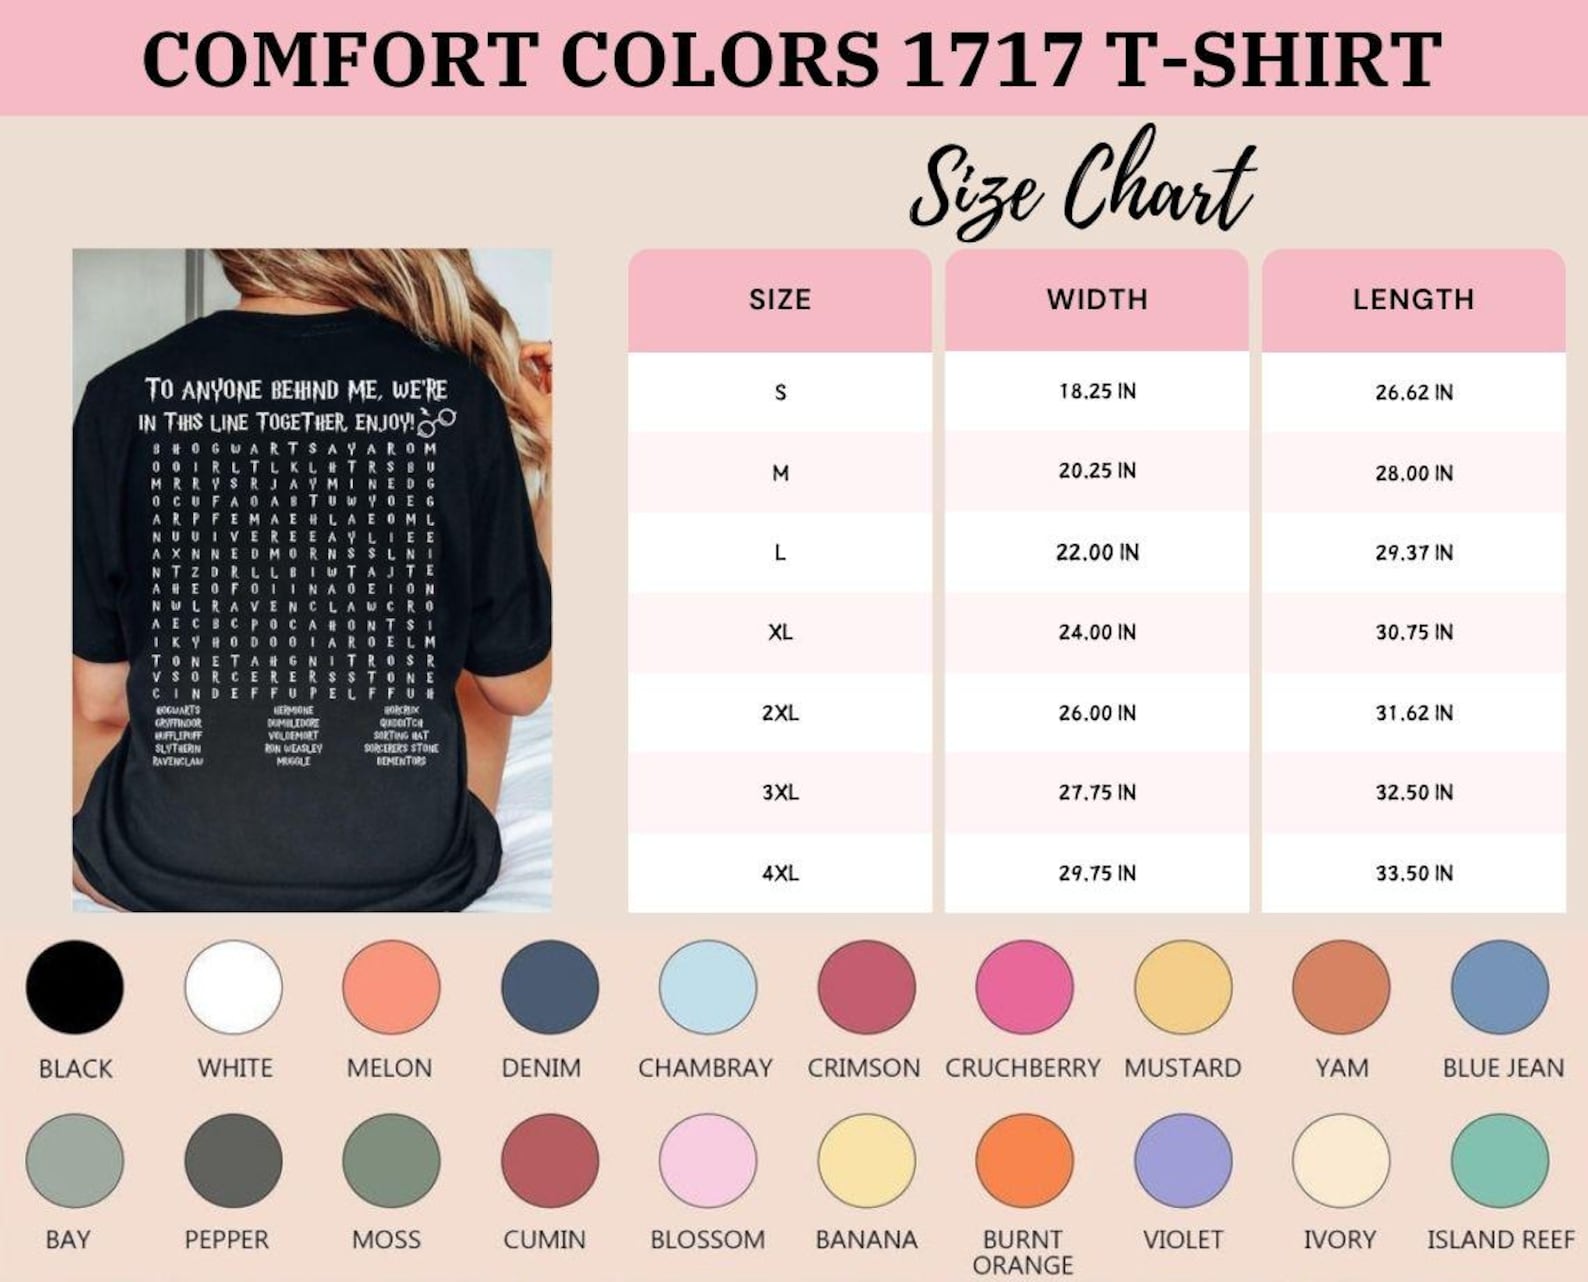 COMFORT COLORS 1717 T-SHIRT
Size Chart
TO ANYONE BEHIND ME, WE'RE
IN THIS LINE TOGETHER. ENJOY!
B H O G W A R T S A Y A R O M
O O I R L T L K L H T R S B U
M R R Y S R J A Y M I N E D G
O C U F A O A B T U W Y O E G
A R P F E M A E H L A E O M L
N U U I V E R E E A Y L I E E
A X N N E D M O R N S S L N I
N T Z D R L L B I W T A J T E
A H E O F O I I N A O E I O N
N W L R A V E N C L A W C R O
A E C B C P O C A H O N T S I
I K Y H O D O O I A R O E L M
T O N E T A H G N I T R O S R
V S O R C E R E R S S T O N E
C I N D E F F U P E L F F U H
HOGWARTS HERMIONE HORCRUX
GRYFFINDOR DUMBLEDORE QUIDDITCH
HUFFLEPUFF VOLDEMORT SORTING HAT
SLYTHERIN RON WEASLEY SORCERERS STONE
RAVENCLAW MUGGLE DEMENTORS
SIZE WIDTH LENGTH
S 18.25 IN 26.62 IN
M 20.25 IN 28.00 IN
L 22.00 IN 29.37 IN
XL 24.00 IN 30.75 IN
2XL 26.00 IN 31.62 IN
3XL 27.75 IN 32.50 IN
4XL 29.75 IN 33.50 IN
BLACK WHITE MELON DENIM CHAMBRAY CRIMSON CRUCHBERRY MUSTARD YAM BLUE JEAN
BAY PEPPER MOSS CUMIN BLOSSOM BANANA BURNT VIOLET IVORY ISLAND REEF
ORANGE